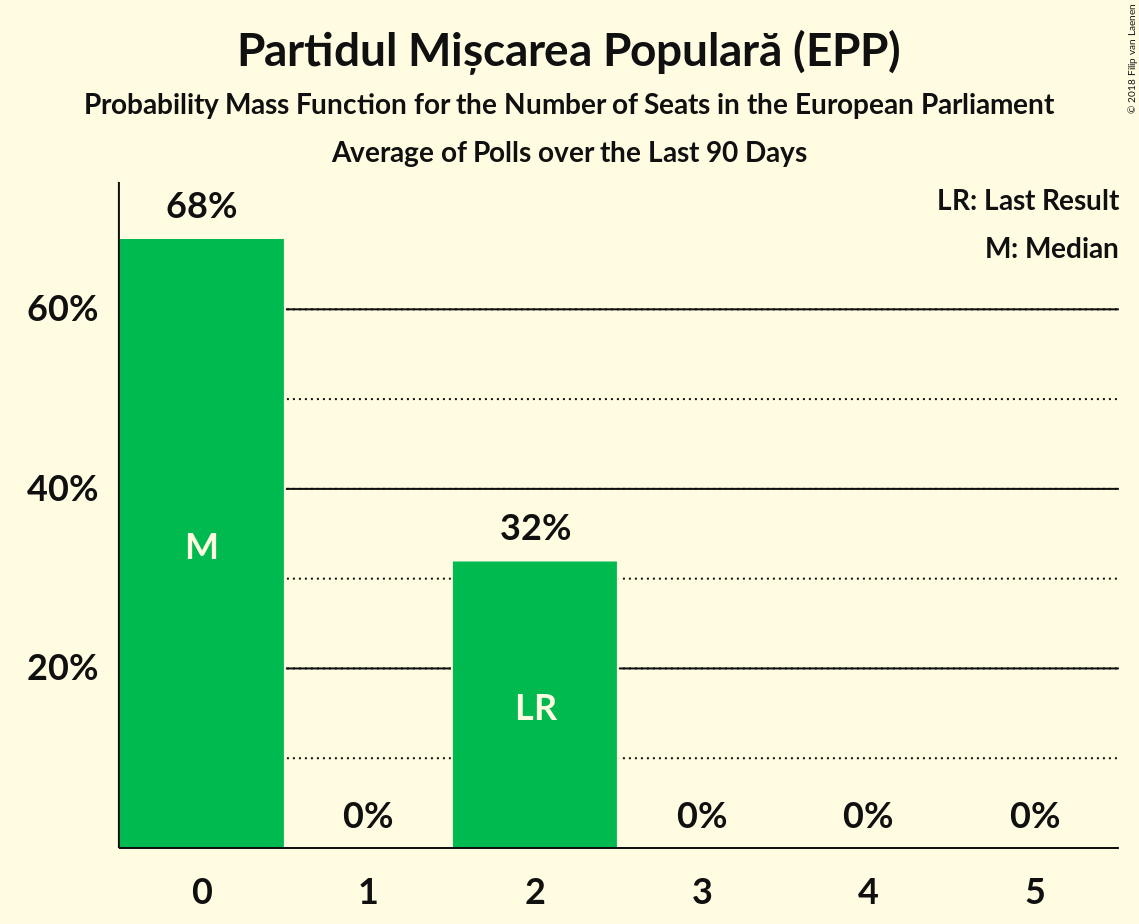 Partidul Mișcarea Populară (EPP)
Probability Mass Function for the Number of Seats in the European Parliament
Average of Polls over the Last 90 Days
© 2018 Filip van Laenen
LR: Last Result
M: Median
68%
60%
40%
32%
M
20%
LR
0%
0%
0%
0%
0 1 2 3 4 5